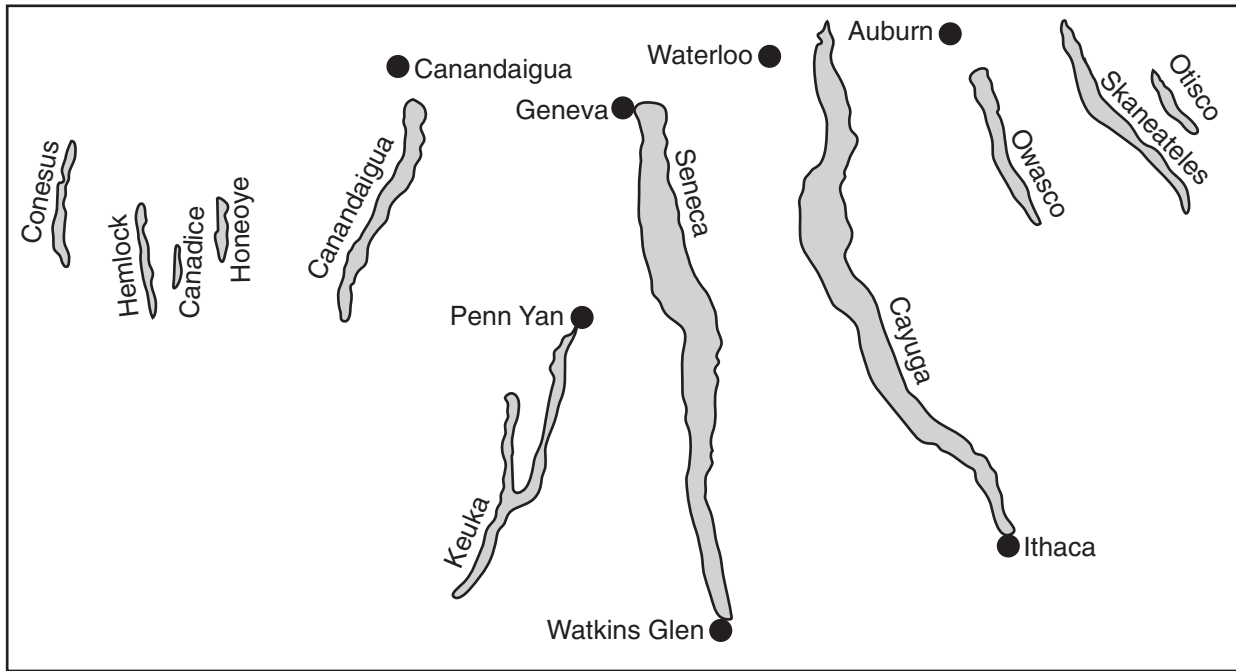 Canandaigua
Waterloo
Auburn
Geneva
Otisco
Skaneateles
Owasco
Seneca
Conesus
Hemlock
Canadice
Honeoye
Canandaigua
Penn Yan
Cayuga
Keuka
Ithaca
Watkins Glen